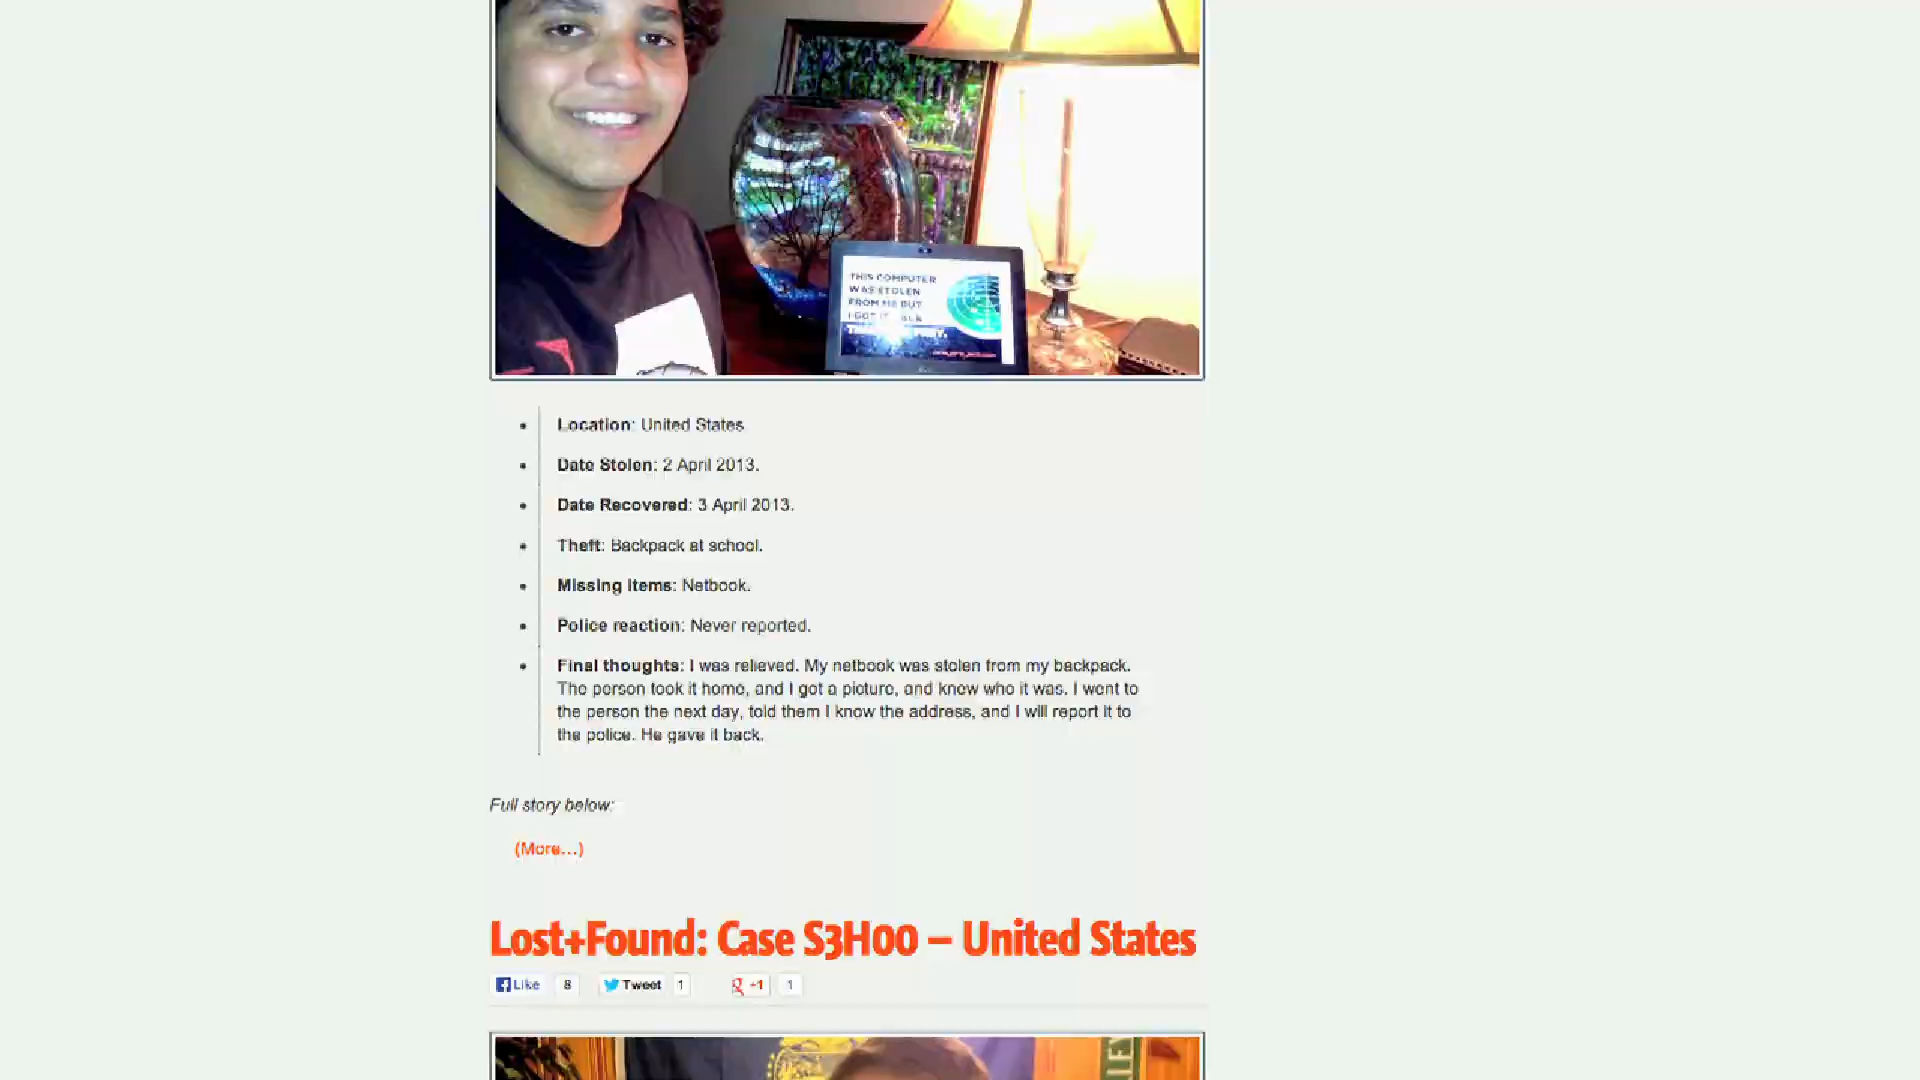 THIS COMPUTER
WAS STOLEN
FROM ME BUT
I GOT IT BACK
Location: United States
Date Stolen: 2 April 2013.
Date Recovered: 3 April 2013.
Theft: Backpack at school.
Missing items: Netbook.
Police reaction: Never reported.
Final thoughts: I was relieved. My netbook was stolen from my backpack.
The person took it home, and I got a picture, and knew who it was. I went to
the person the next day, told them I know the address, and I will report it to
the police. He gave it back.
Full story below:
(More...)
Lost+Found: Case S3H00 – United States
Like 8 Tweet 1 +1 1